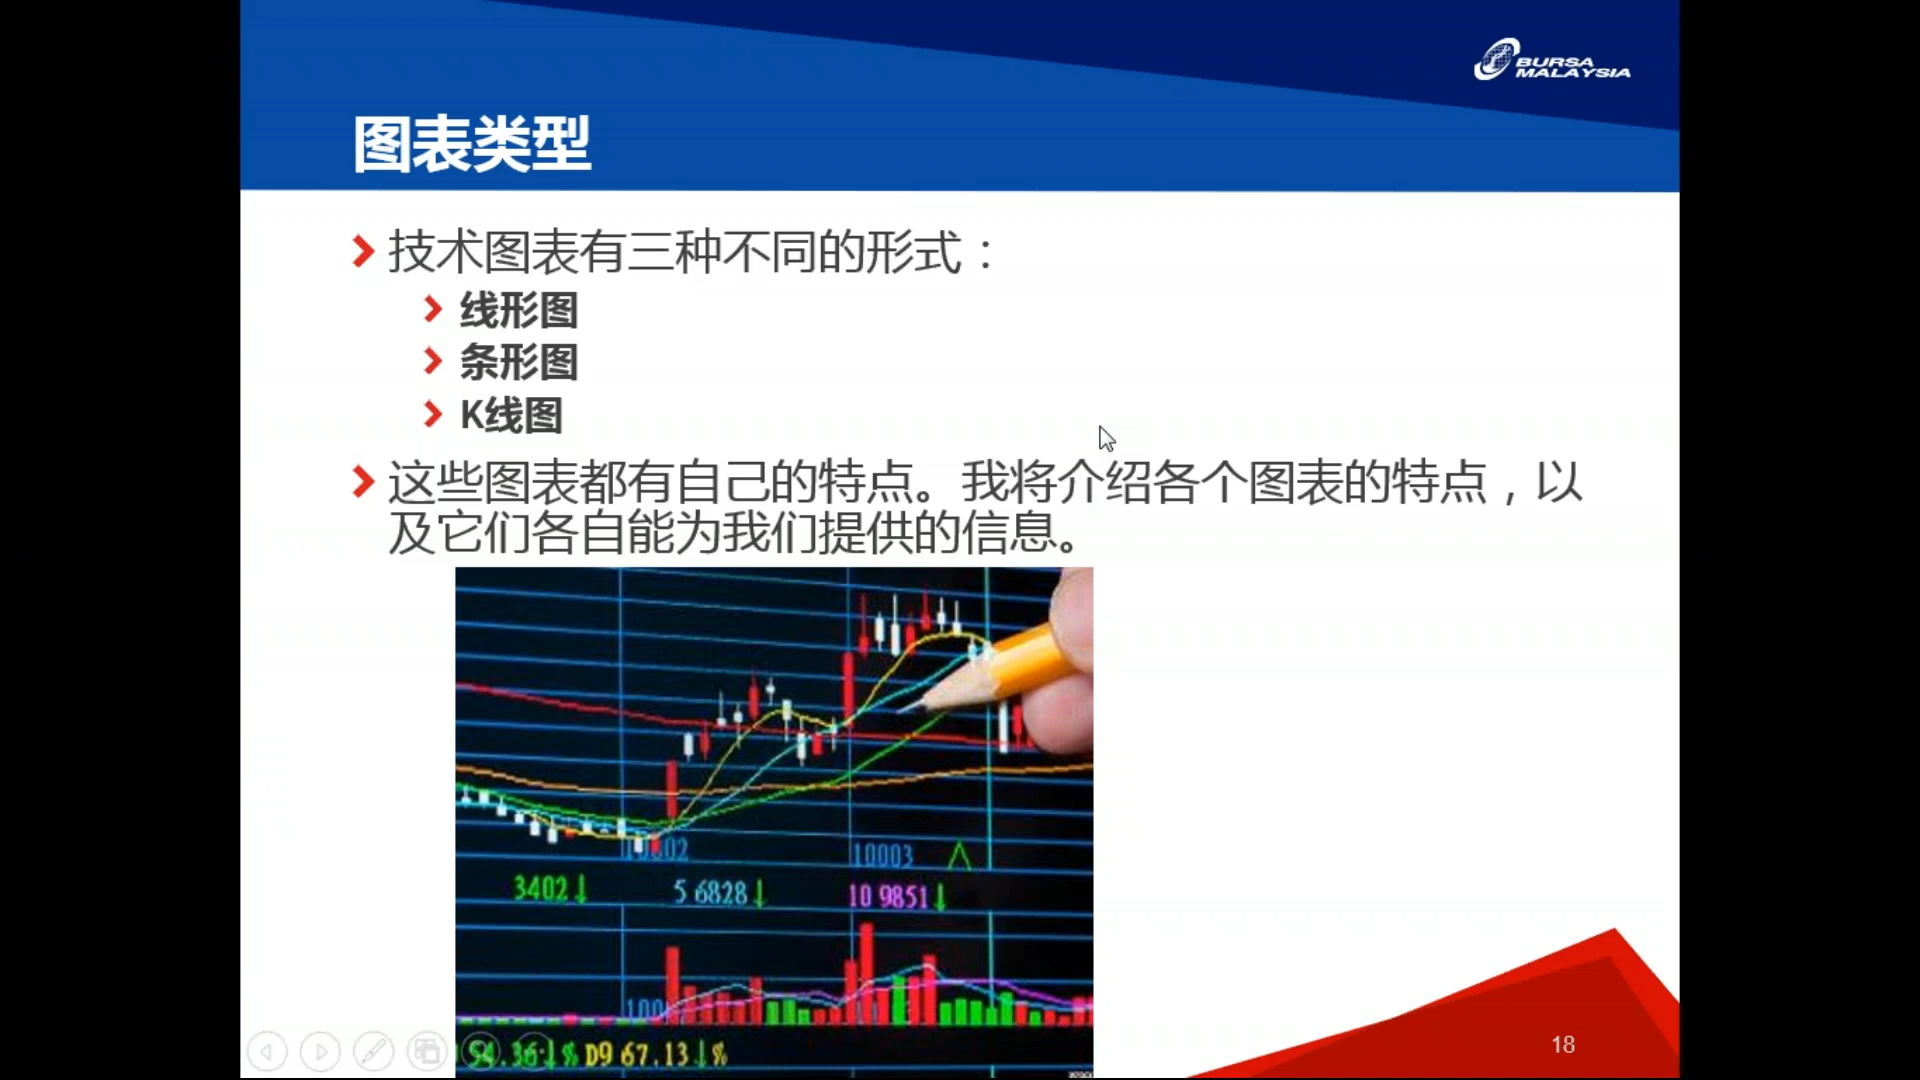 BURSA
MALAYSIA
图表类型
技术图表有三种不同的形式：
线形图
条形图
K线图
这些图表都有自己的特点。我将介绍各个图表的特点，以
及它们各自能为我们提供的信息。
10003
3402↓ 5 6828↓ 10 9851↓
D9 67.13↓%
18